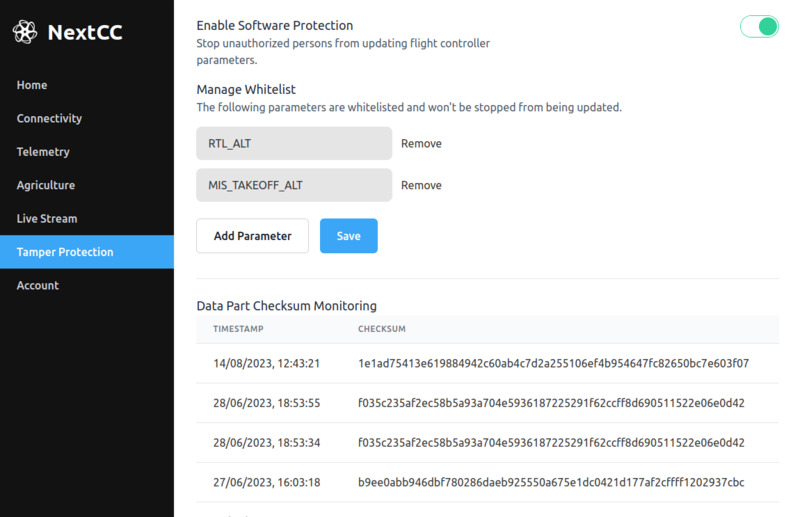 NextCC
Home
Connectivity
Telemetry
Agriculture
Live Stream
Tamper Protection
Account
Enable Software Protection
Stop unauthorized persons from updating flight controller
parameters.
Manage Whitelist
The following parameters are whitelisted and won't be stopped from being updated.
RTL_ALT Remove
MIS_TAKEOFF_ALT Remove
Add Parameter Save
Data Part Checksum Monitoring
TIMESTAMP CHECKSUM
14/08/2023, 12:43:21 1e1ad75413e619884942c60ab4c7d2a255106ef4b954647fc82650bc7e603f07
28/06/2023, 18:53:55 f035c235af2ec58b5a93a704e5936187225291f62ccff8d690511522e06e0d42
28/06/2023, 18:53:34 f035c235af2ec58b5a93a704e5936187225291f62ccff8d690511522e06e0d42
27/06/2023, 16:03:18 b9ee0abb946dbf780286daeb925550a675e1dc0421d177af2cffff1202937cbc